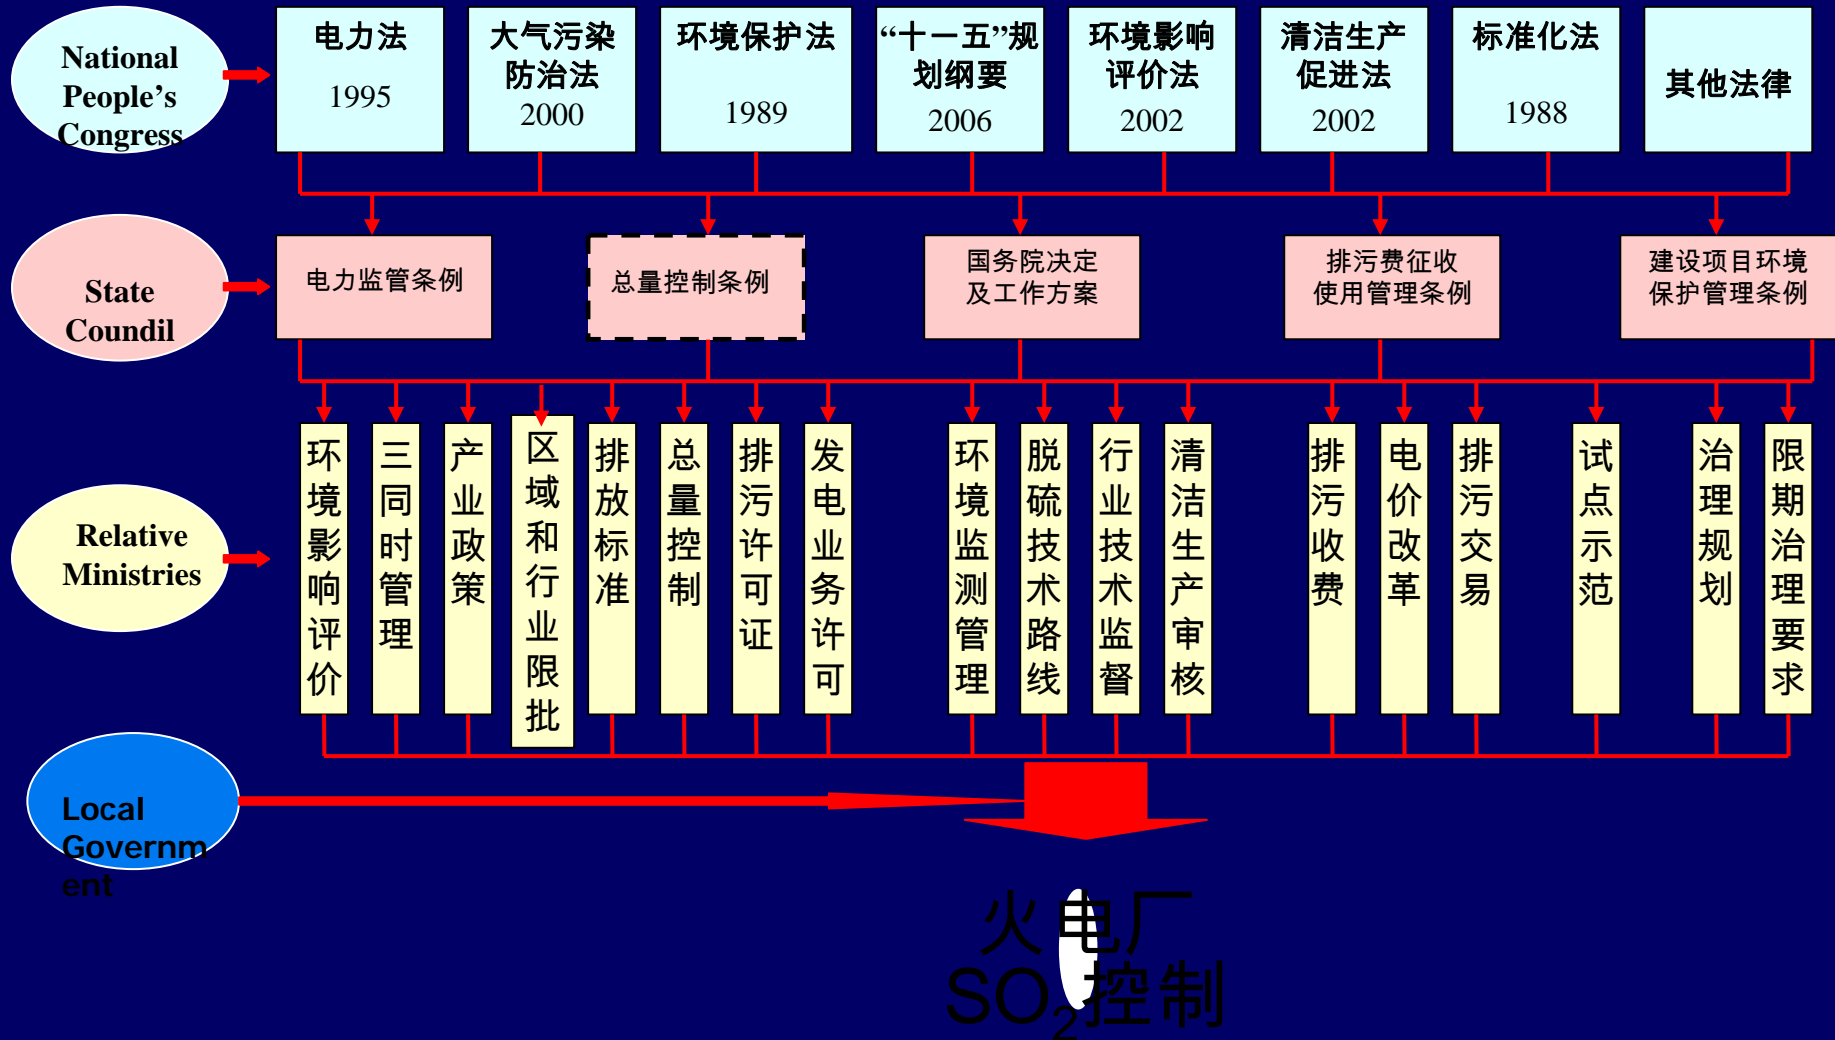 National
People’s
Congress
电力法
1995
大气污染
防治法
2000
环境保护法
1989
“十一五”规
划纲要
2006
环境影响
评价法
2002
清洁生产
促进法
2002
标准化法
1988
其他法律
State
Coundil
电力监管条例
总量控制条例
国务院决定
及工作方案
排污费征收
使用管理条例
建设项目环境
保护管理条例
Relative
Ministries
环境影响评价
三同时管理
产业政策
区域和行业限批
排放标准
总量控制
排污许可证
发电业务许可
环境监测管理
脱硫技术路线
行业技术监督
清洁生产审核
排污收费
电价改革
排污交易
试点示范
治理规划
限期治理要求
Local
Governm
ent
火电厂
SO₂控制